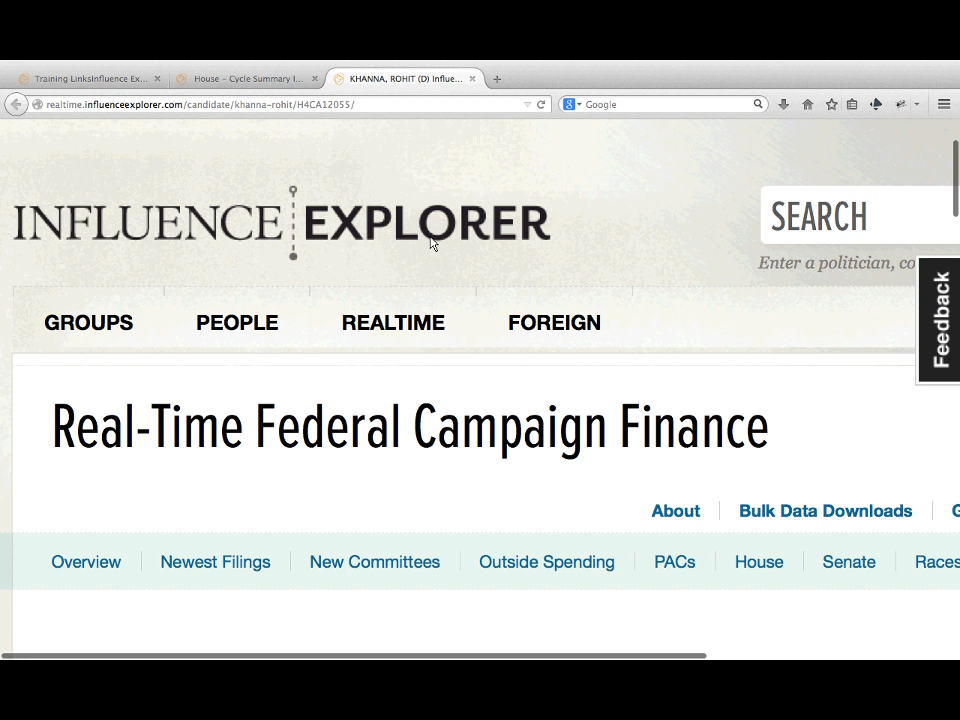 Training LinksInfluence Ex...
House – Cycle Summary I...
KHANNA, ROHIT (D) Influe...
realtime.influenceexplorer.com/candidate/khanna-rohit/H4CA12055/
Google
INFLUENCE EXPLORER
SEARCH
Enter a politician, co
Feedback
GROUPS PEOPLE REALTIME FOREIGN
Real-Time Federal Campaign Finance
About Bulk Data Downloads G
Overview Newest Filings New Committees Outside Spending PACs House Senate Races